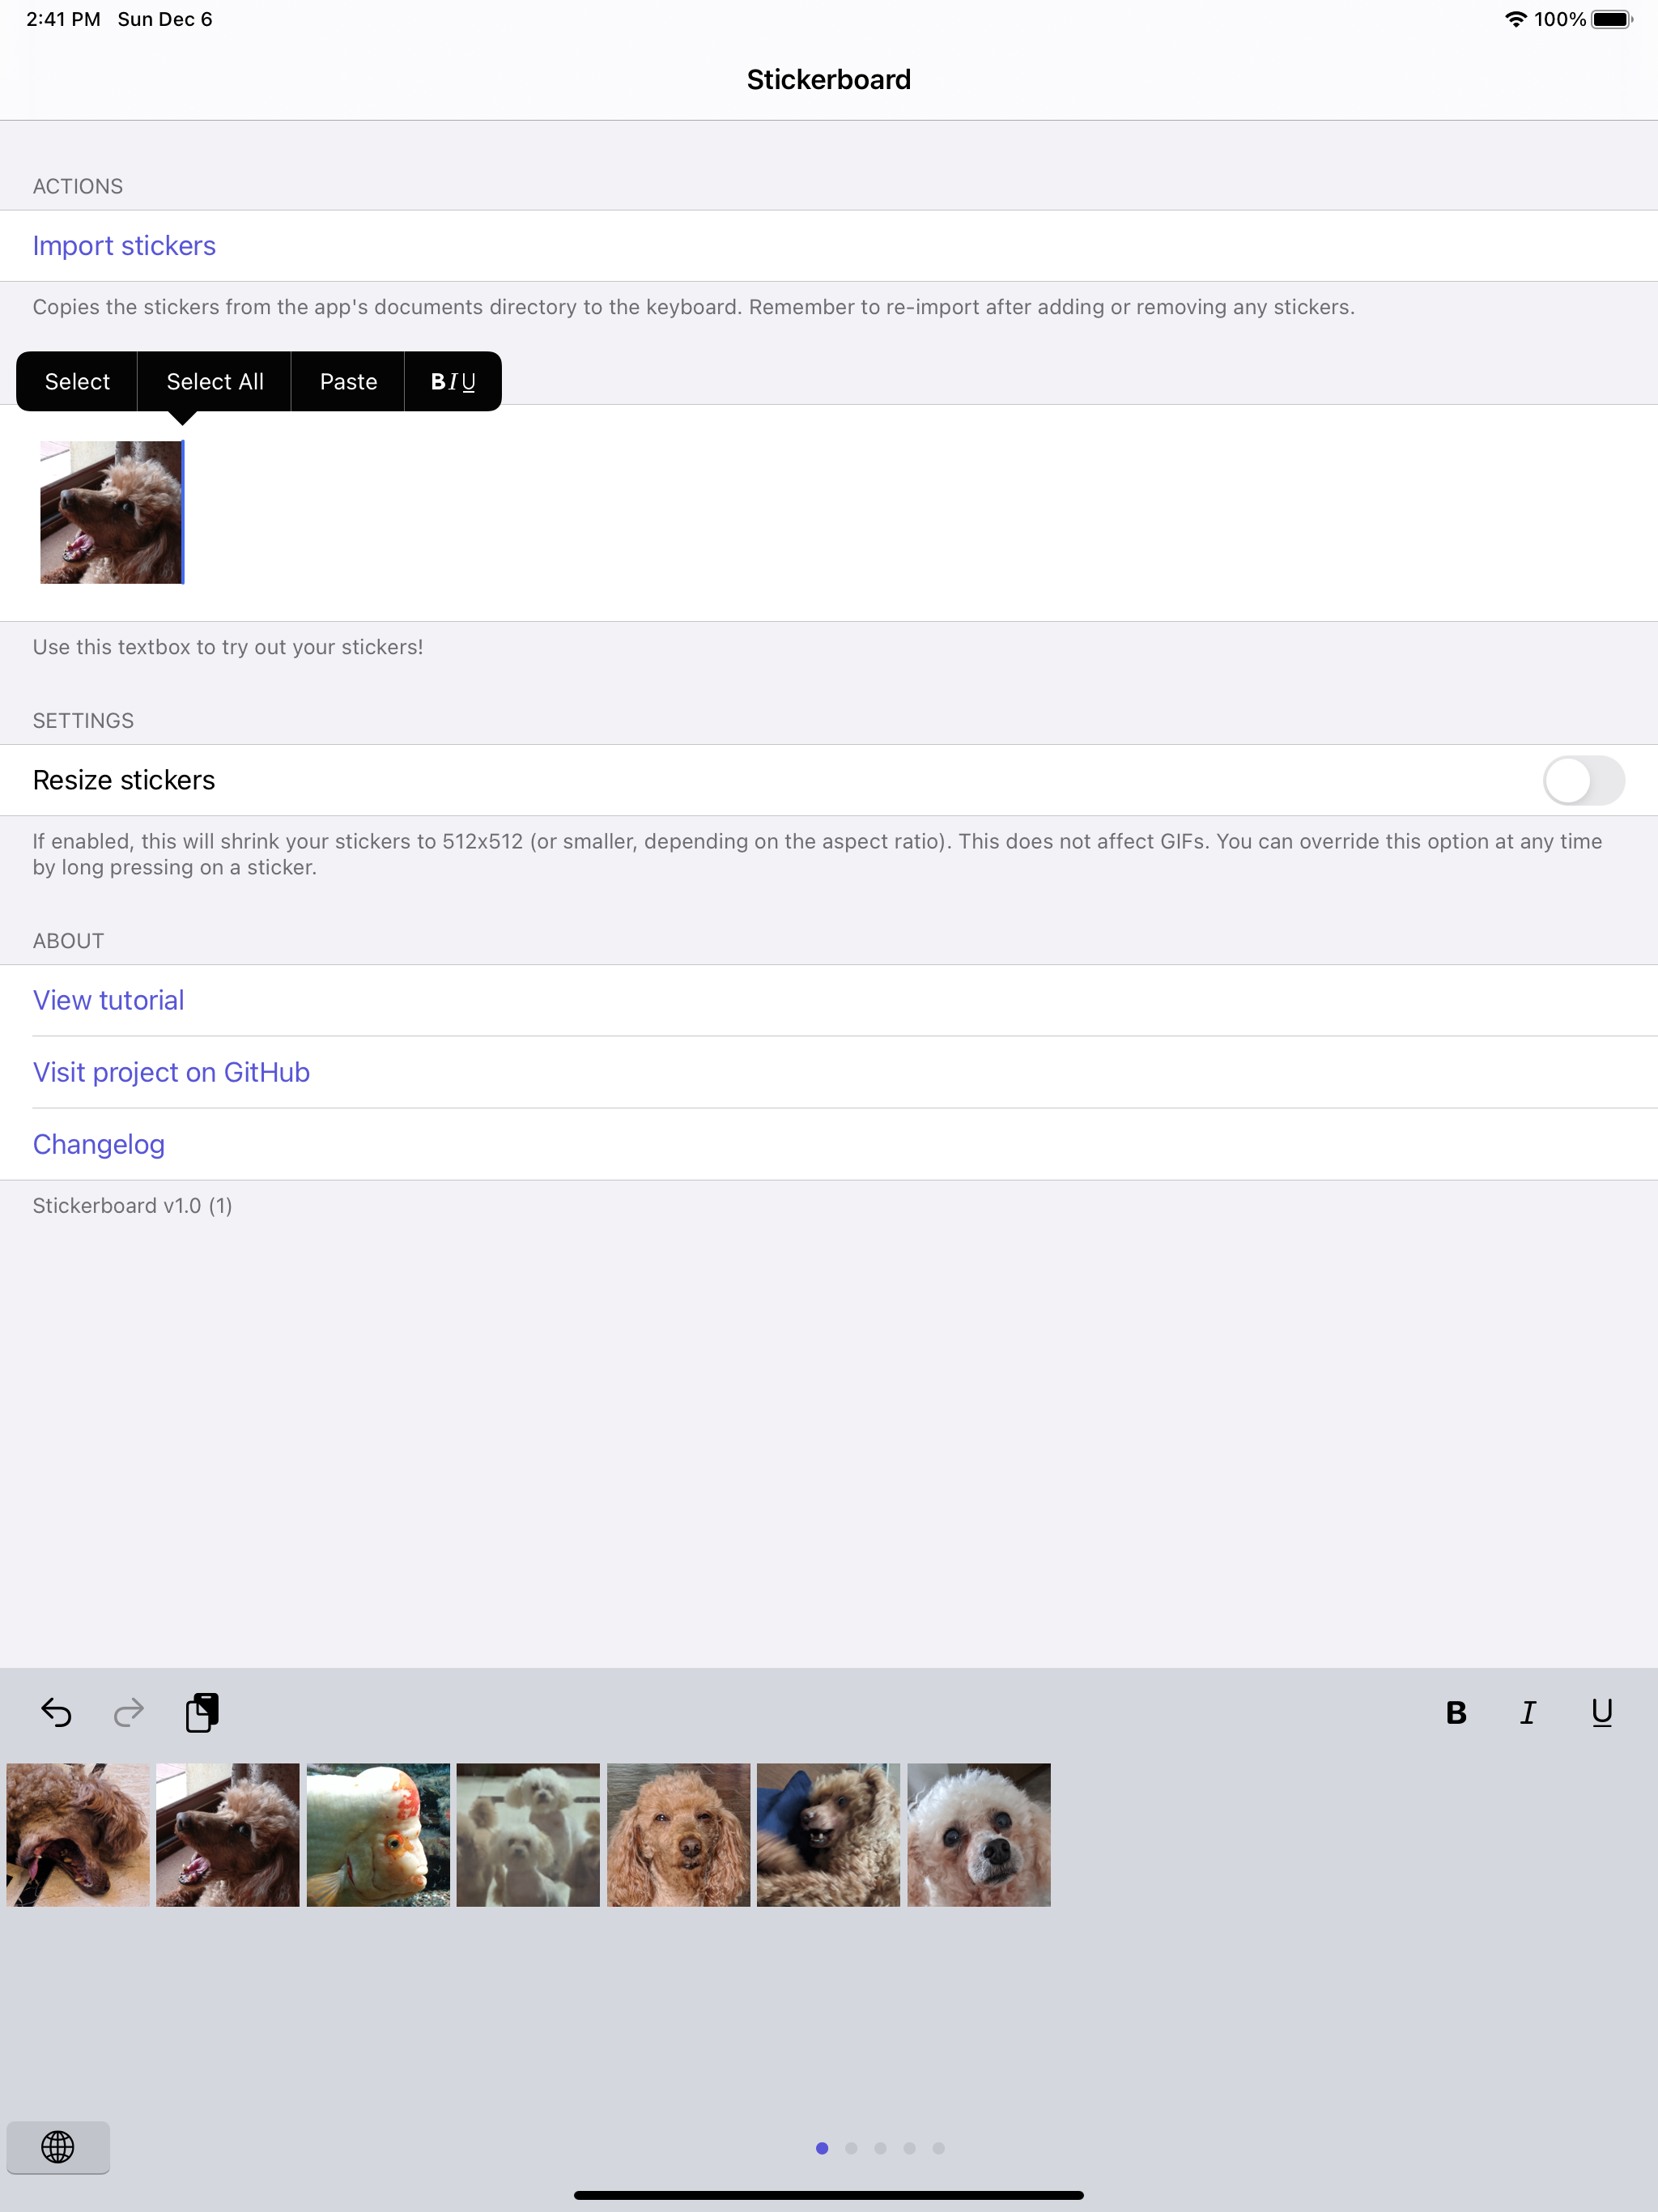 2:41 PM Sun Dec 6 100%
Stickerboard
ACTIONS
Import stickers
Copies the stickers from the app's documents directory to the keyboard. Remember to re-import after adding or removing any stickers.
Select Select All Paste BIU
Use this textbox to try out your stickers!
SETTINGS
Resize stickers
If enabled, this will shrink your stickers to 512x512 (or smaller, depending on the aspect ratio). This does not affect GIFs. You can override this option at any time
by long pressing on a sticker.
ABOUT
View tutorial
Visit project on GitHub
Changelog
Stickerboard v1.0 (1)
B I U